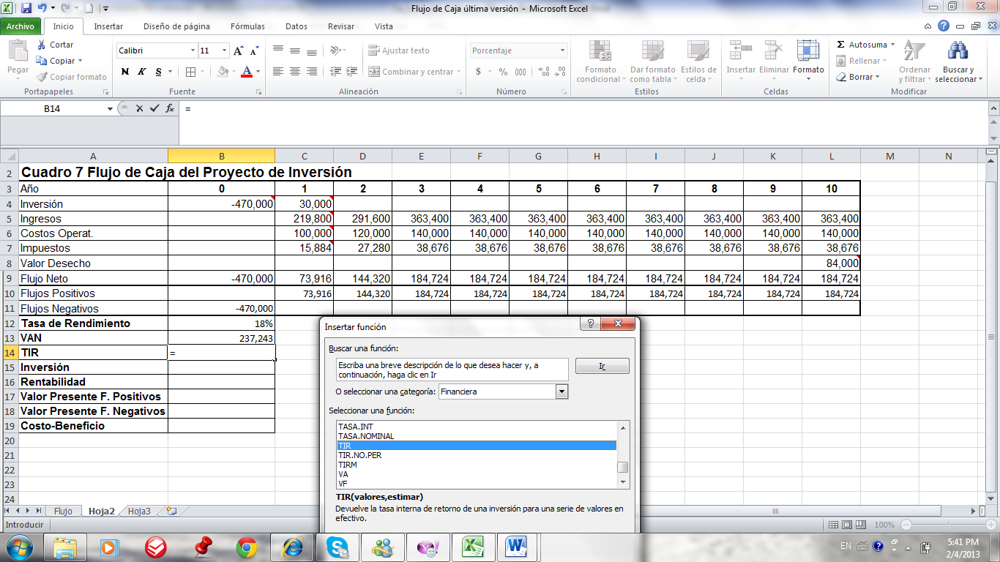 Flujo de Caja última versión - Microsoft Excel
Archivo Inicio Insertar Diseño de página Fórmulas Datos Revisar Vista
Pegar
Cortar
Copiar
Copiar formato
Portapapeles
Calibri 11
N K S
Fuente
Ajustar texto
Combinar y centrar
Alineación
Porcentaje
$ % 000
Número
Formato condicional
Dar formato como tabla
Estilos de celda
Estilos
Insertar Eliminar Formato
Celdas
Σ Autosuma
Rellenar
Borrar
Ordenar y filtrar
Buscar y seleccionar
Modificar
B14 fx =
A B C D E F G H I J K L M N
2 Cuadro 7 Flujo de Caja del Proyecto de Inversión
3 Año 0 1 2 3 4 5 6 7 8 9 10
4 Inversión -470,000 30,000
5 Ingresos 219,800 291,600 363,400 363,400 363,400 363,400 363,400 363,400 363,400 363,400
6 Costos Operat. 100,000 120,000 140,000 140,000 140,000 140,000 140,000 140,000 140,000 140,000
7 Impuestos 15,884 27,280 38,676 38,676 38,676 38,676 38,676 38,676 38,676 38,676
8 Valor Desecho 84,000
9 Flujo Neto -470,000 73,916 144,320 184,724 184,724 184,724 184,724 184,724 184,724 184,724 184,724
10 Flujos Positivos 73,916 144,320 184,724 184,724 184,724 184,724 184,724 184,724 184,724 184,724
11 Flujos Negativos -470,000
12 Tasa de Rendimiento 18%
13 VAN 237,243
14 TIR =
15 Inversión
16 Rentabilidad
17 Valor Presente F. Positivos
18 Valor Presente F. Negativos
19 Costo-Beneficio
20
21
22
23
24
Insertar función
Buscar una función:
Escriba una breve descripción de lo que desea hacer y, a
continuación, haga clic en Ir
Ir
O seleccionar una categoría: Financiera
Seleccionar una función:
TASA.INT
TASA.NOMINAL
TIR
TIR.NO.PER
TIRM
VA
VF
TIR(valores,estimar)
Devuelve la tasa interna de retorno de una inversión para una serie de valores en
efectivo.
Flujo Hoja2 Hoja3
Introducir 100%
EN 5:41 PM
2/4/2013